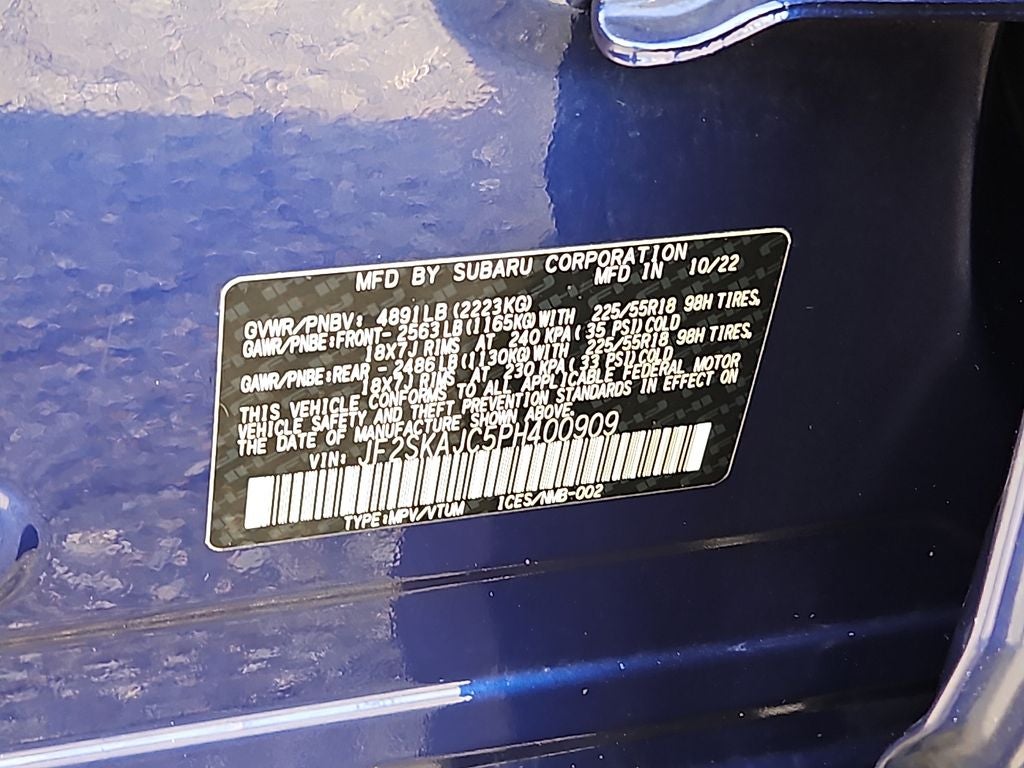 MFD BY SUBARU CORPORATION
MFD IN 10/22
GVWR/PNBV: 4891LB (2223KG)
GAWR/PNBE:FRONT- 2563LB(1165KG)WITH 225/55R18 98H TIRES,
18X7J RIMS AT 240 KPA( 35 PSI)COLD
GAWR/PNBE:REAR - 2486LB(1130KG)WITH 225/55R18 98H TIRES,
18X7J RIMS AT 230 KPA( 33 PSI)COLD
THIS VEHICLE CONFORMS TO ALL APPLICABLE FEDERAL MOTOR
VEHICLE SAFETY AND THEFT PREVENTION STANDARDS IN EFFECT ON
THE DATE OF MANUFACTURE SHOWN ABOVE.
VIN: JF2SKAJC5PH400909
TYPE:MPV/VTUM ICES/NMB-002